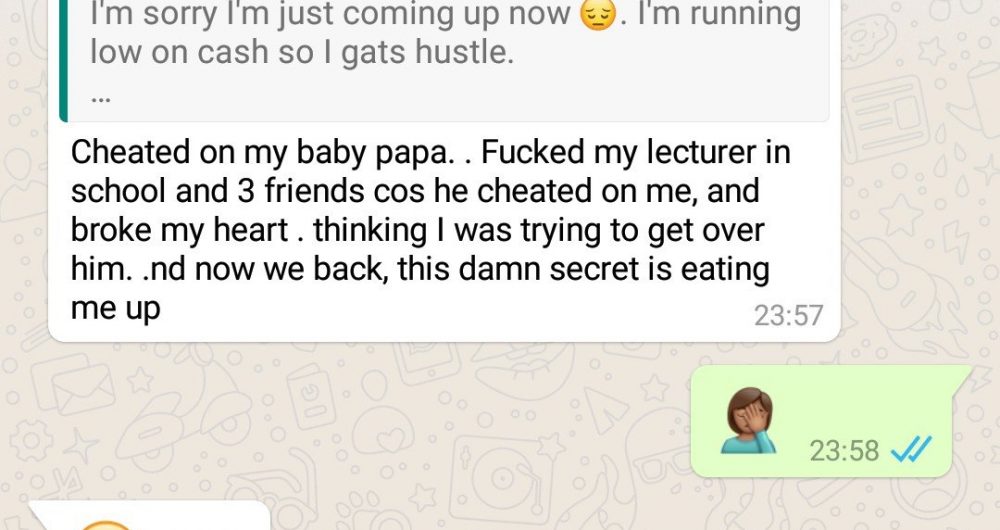 I'm sorry I'm just coming up now 😔. I'm running
low on cash so I gats hustle.
...
Cheated on my baby papa. . Fucked my lecturer in
school and 3 friends cos he cheated on me, and
broke my heart . thinking I was trying to get over
him. .nd now we back, this damn secret is eating
me up
23:57
🤦🏽‍♀️
23:58